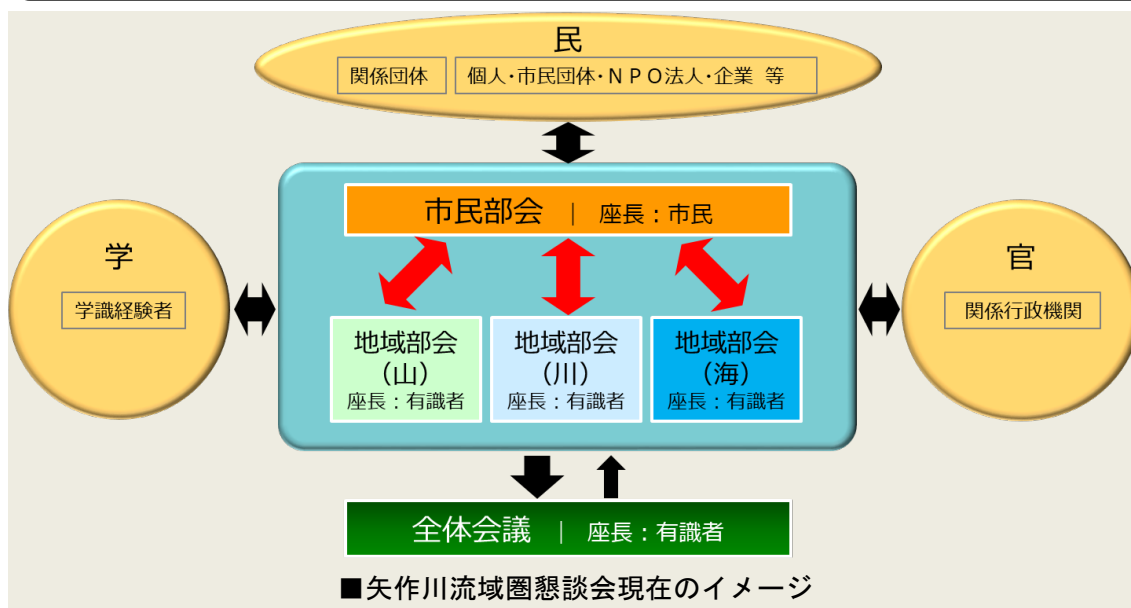 民
関係団体
個人・市民団体・ＮＰＯ法人・企業 等
市民部会 | 座長：市民
学
学識経験者
官
関係行政機関
地域部会
（山）
座長：有識者
地域部会
（川）
座長：有識者
地域部会
（海）
座長：有識者
全体会議 | 座長：有識者
■矢作川流域圏懇談会現在のイメージ